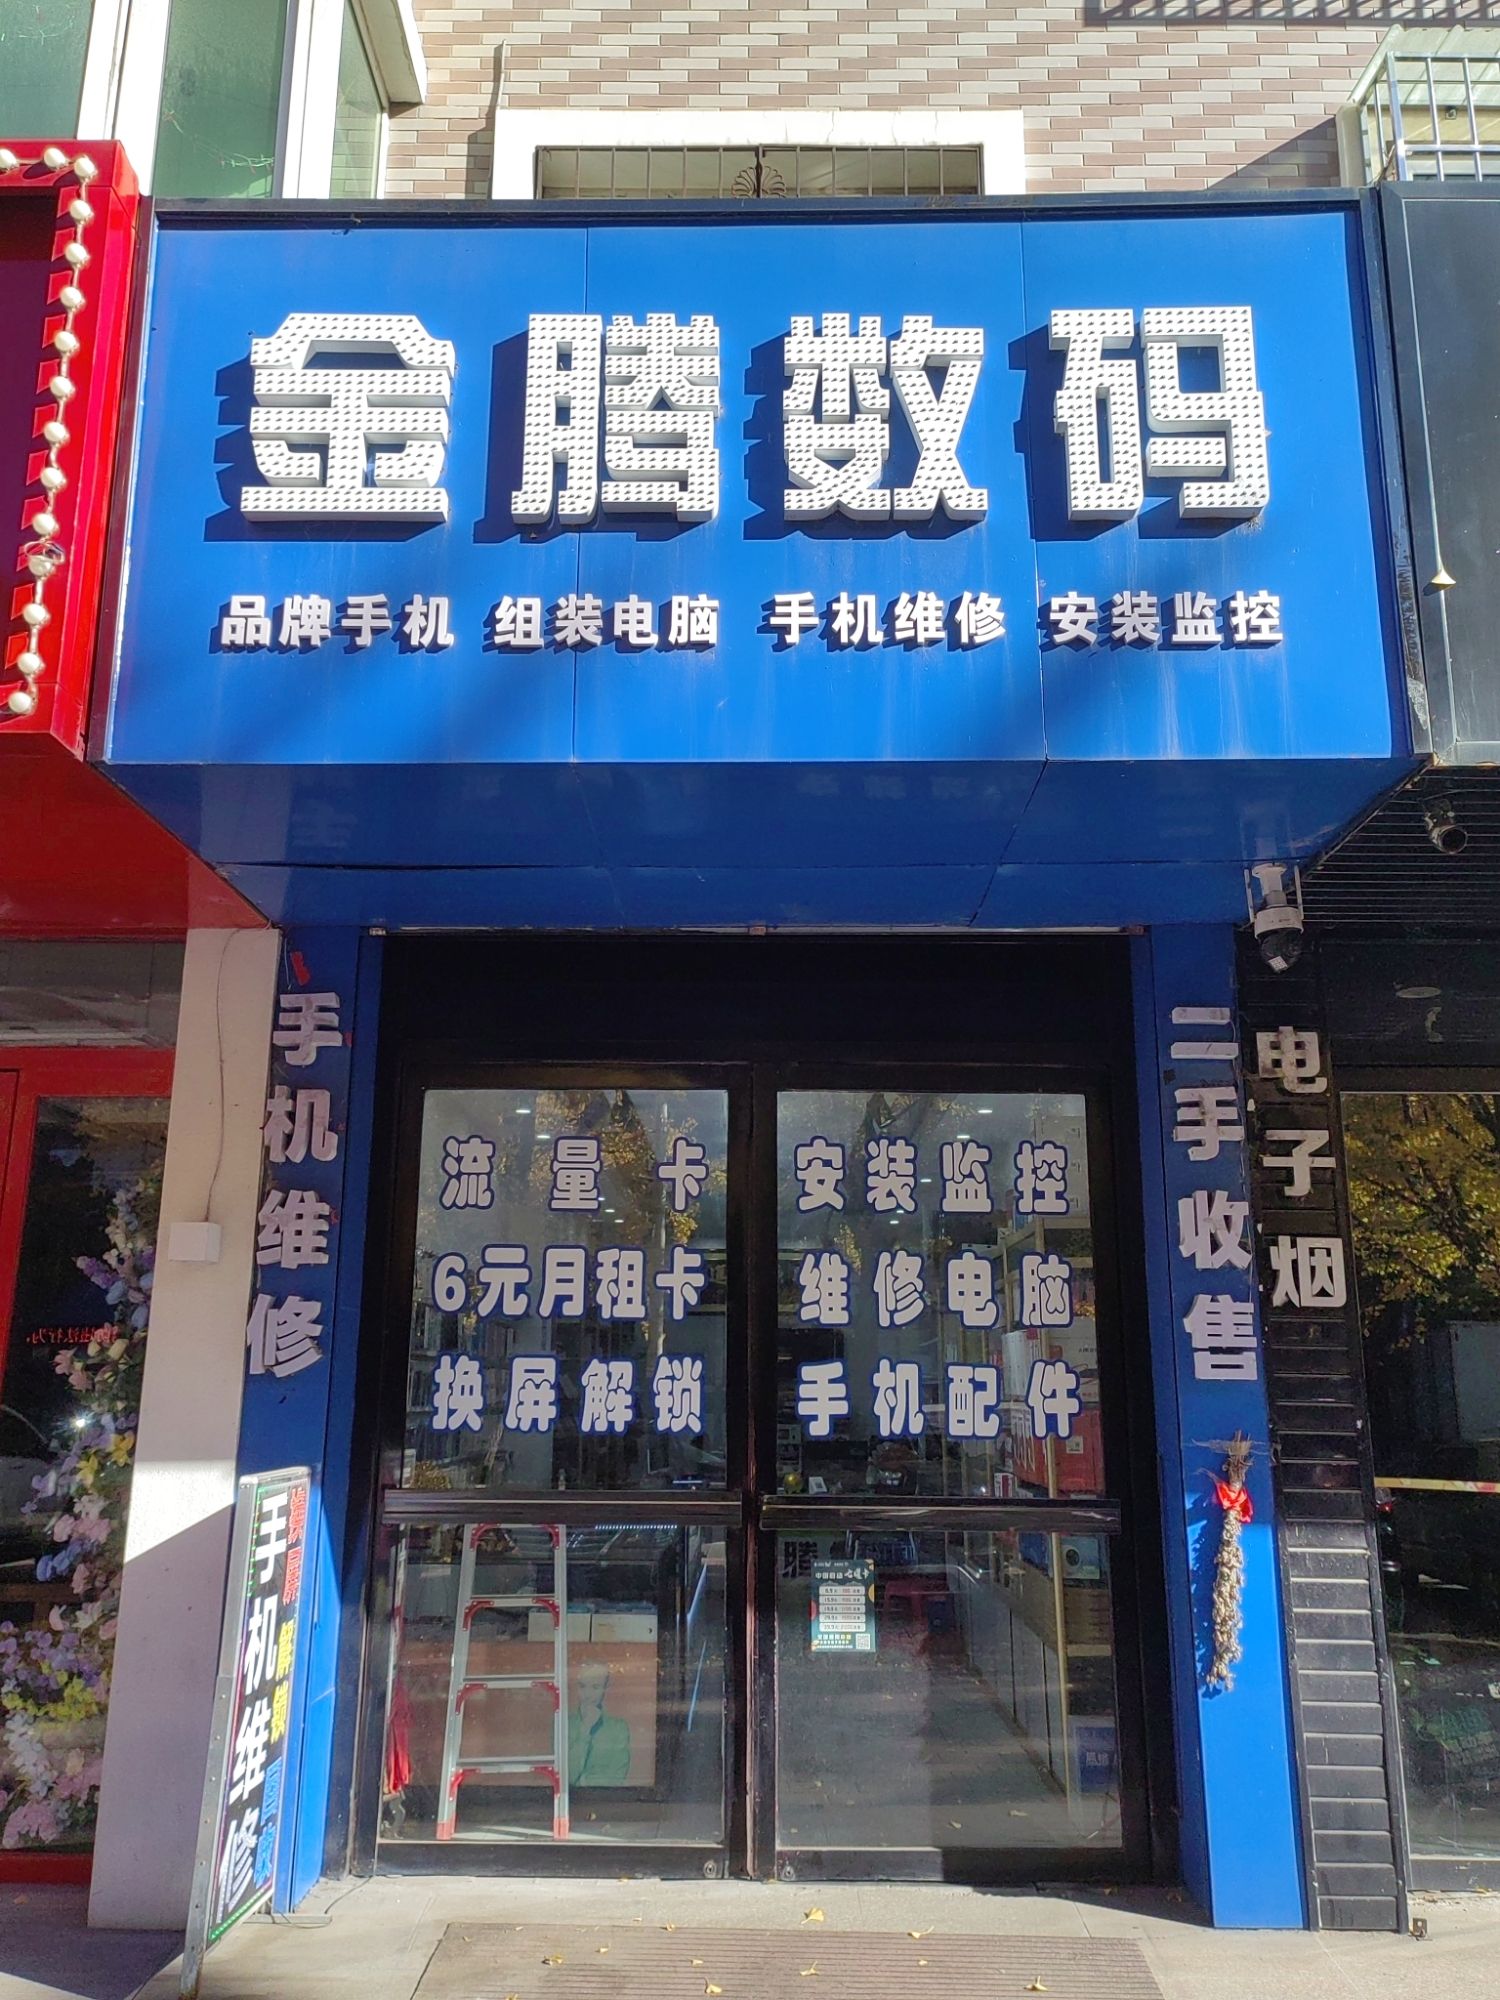 金腾数码
品牌手机 组装电脑 手机维修 安装监控
手机维修
流量卡
6元月租卡
换屏解锁
安装监控
维修电脑
手机配件
二手收售
电子烟
手机维修